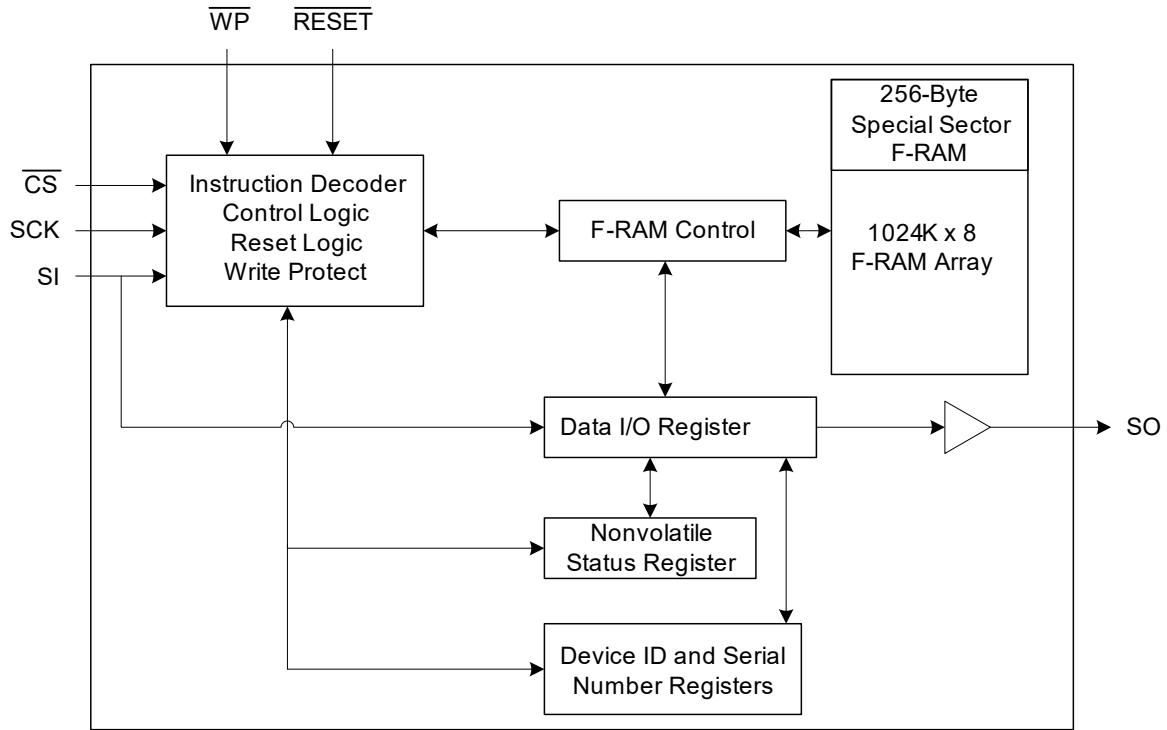 WP RESET
256-Byte
Special Sector
F-RAM
CS
SCK
SI
Instruction Decoder
Control Logic
Reset Logic
Write Protect
F-RAM Control
1024K x 8
F-RAM Array
Data I/O Register
SO
Nonvolatile
Status Register
Device ID and Serial
Number Registers